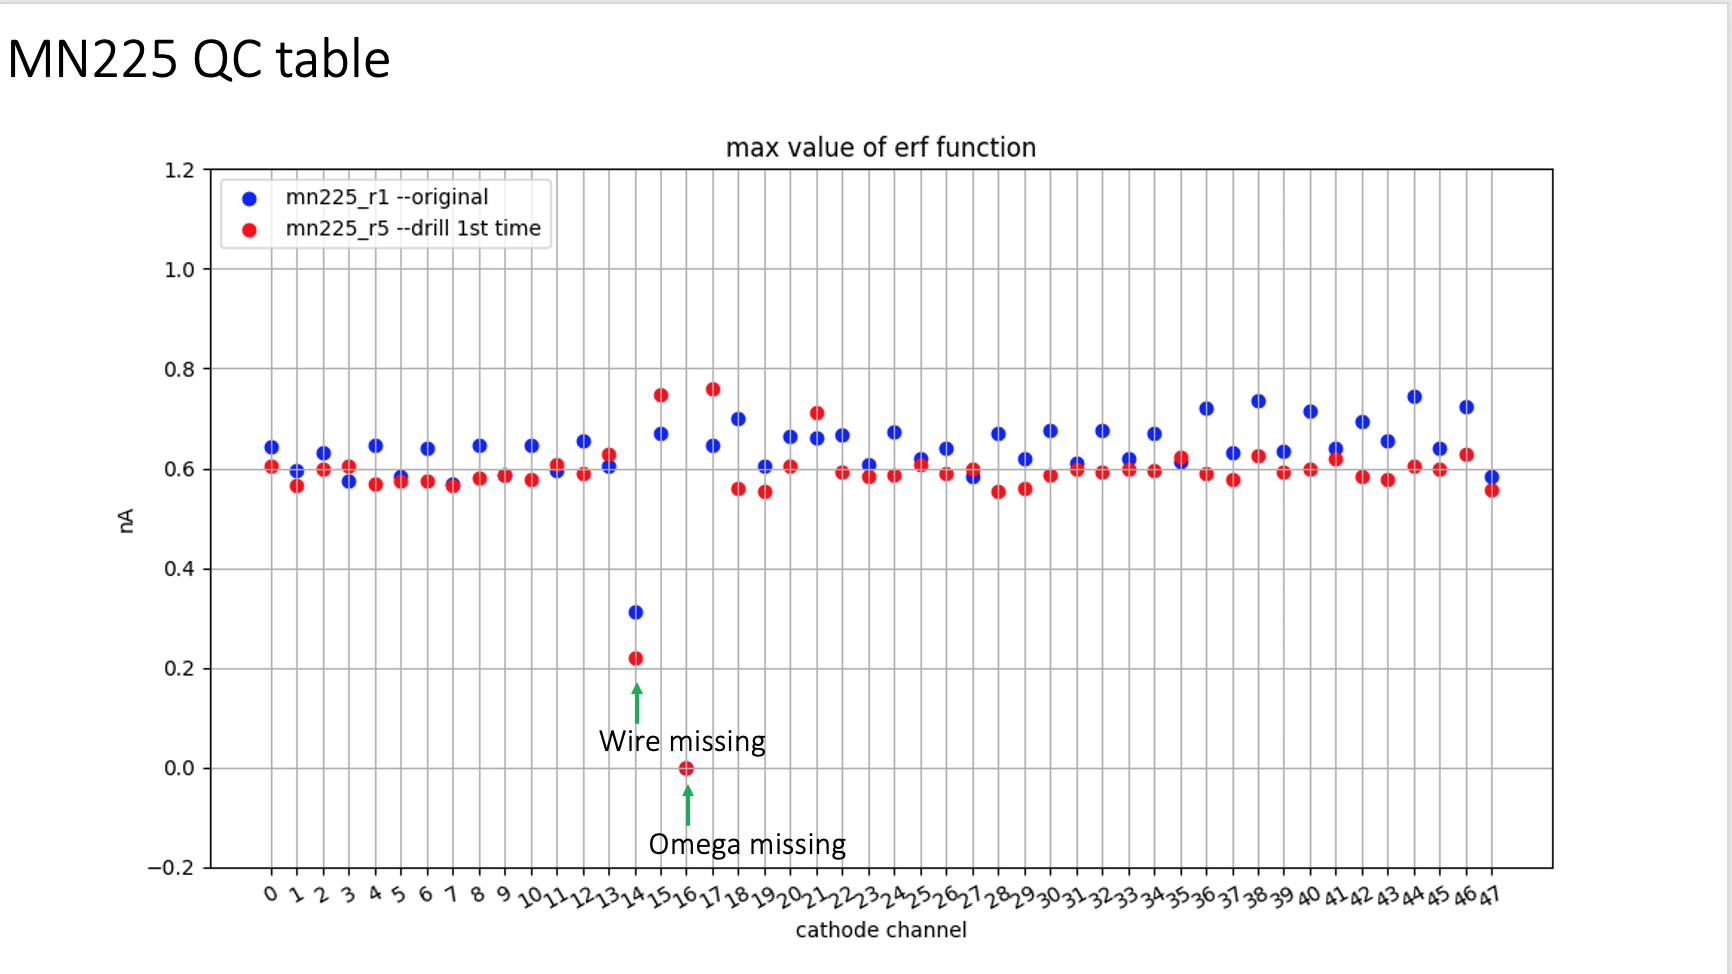 MN225 QC table
max value of erf function
1.2
mn225_r1 --original
mn225_r5 --drill 1st time
1.0
0.8
0.6
nA
0.4
0.2
Wire missing
0.0
Omega missing
−0.2
0 1 2 3 4 5 6 7 8 9 10 11 12 13 14 15 16 17 18 19 20 21 22 23 24 25 26 27 28 29 30 31 32 33 34 35 36 37 38 39 40 41 42 43 44 45 46 47
cathode channel